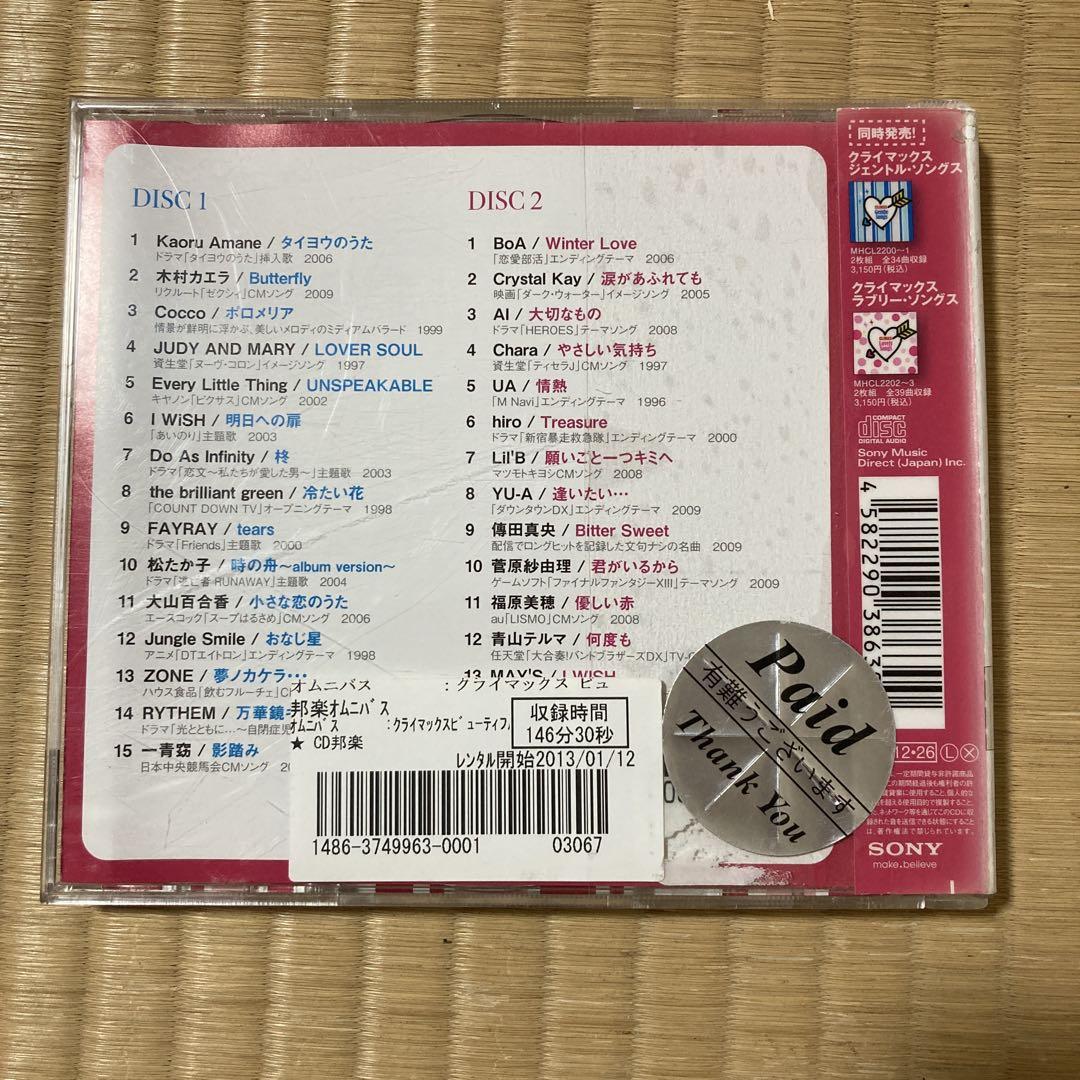 DISC 1
1 Kaoru Amane / タイヨウのうた
ドラマ「タイヨウのうた」挿入歌 2006
2 木村カエラ / Butterfly
リクルート「ゼクシィ」CMソング 2009
3 Cocco / ポロメリア
情景が鮮明に浮かぶ、美しいメロディのミディアムバラード 1999
4 JUDY AND MARY / LOVER SOUL
資生堂「ヌーヴ・コロン」イメージソング 1997
5 Every Little Thing / UNSPEAKABLE
キヤノン「ピクサス」CMソング 2002
6 I WiSH / 明日への扉
「あいのり」主題歌 2003
7 Do As Infinity / 柊
ドラマ「恋文～私たちが愛した男～」主題歌 2003
8 the brilliant green / 冷たい花
「COUNT DOWN TV」オープニングテーマ 1998
9 FAYRAY / tears
ドラマ「Friends」主題歌 2000
10 松たか子 / 時の舟～album version～
ドラマ「逃亡者 RUNAWAY」主題歌 2004
11 大山百合香 / 小さな恋のうた
エースコック「スープはるさめ」CMソング 2006
12 Jungle Smile / おなじ星
アニメ「DTエイトロン」エンディングテーマ 1998
13 ZONE / 夢ノカケラ…
ハウス食品「飲むフルーチェ」
14 RYTHEM / 万華鏡
ドラマ「光とともに…～自閉症児
15 一青窈 / 影踏み
日本中央競馬会CMソング
DISC 2
1 BoA / Winter Love
「恋愛部活」エンディングテーマ 2006
2 Crystal Kay / 涙があふれても
映画「ダーク・ウォーター」イメージソング 2005
3 AI / 大切なもの
ドラマ「HEROES」テーマソング 2008
4 Chara / やさしい気持ち
資生堂「ティセラJ」CMソング 1997
5 UA / 情熱
「M Navi」エンディングテーマ 1996
6 hiro / Treasure
ドラマ「新宿暴走救急隊」エンディングテーマ 2000
7 Lil'B / 願いごと一つキミへ
マツモトキヨシCMソング 2008
8 YU-A / 逢いたい…
「ダウンタウンDX」エンディングテーマ 2009
9 傳田真央 / Bitter Sweet
配信でロングヒットを記録した文句ナシの名曲 2009
10 菅原紗由理 / 君がいるから
ゲームソフト「ファイナルファンタジーXIII」テーマソング 2009
11 福原美穂 / 優しい赤
au「LISMO」CMソング 2008
12 青山テルマ / 何度も
任天堂「大合奏!バンドブラザーズDX」TV-
13 MAY'S / I WISH
オムニバス :クライマックス ビュ
邦楽オムニバス
オムニバス :クライマックスビューティフル
★ CD邦楽
収録時間
146分30秒
レンタル開始2013/01/12
1486-3749963-0001 03067
Paid
有難うございます
Thank You
同時発売!
クライマックス
ジェントル・ソングス
MHCL2200～1
2枚組 全34曲収録
3,150円(税込)
クライマックス
ラブリー・ソングス
MHCL2202～3
2枚組 全39曲収録
3,150円(税込)
COMPACT
disc
DIGITAL AUDIO
Sony Music
Direct (Japan) Inc.
4 582290 3863
12・26 Ⓛ Ⓧ
SONY
make.believe